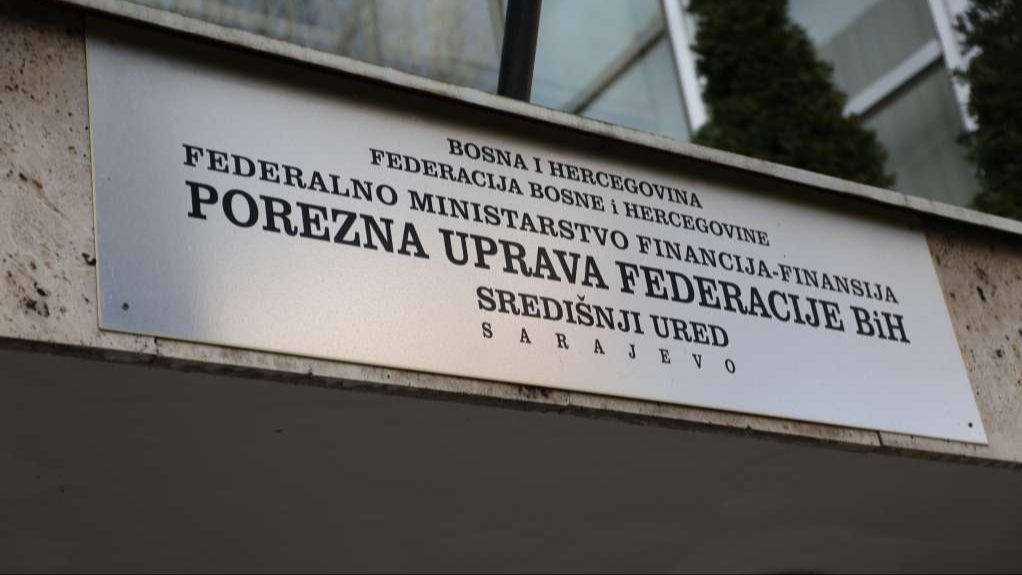 BOSNA I HERCEGOVINA
FEDERACIJA BOSNE i HERCEGOVINE
FEDERALNO MINISTARSTVO FINANCIJA-FINANSIJA
POREZNA UPRAVA FEDERACIJE BiH
SREDIŠNJI URED
SARAJEVO